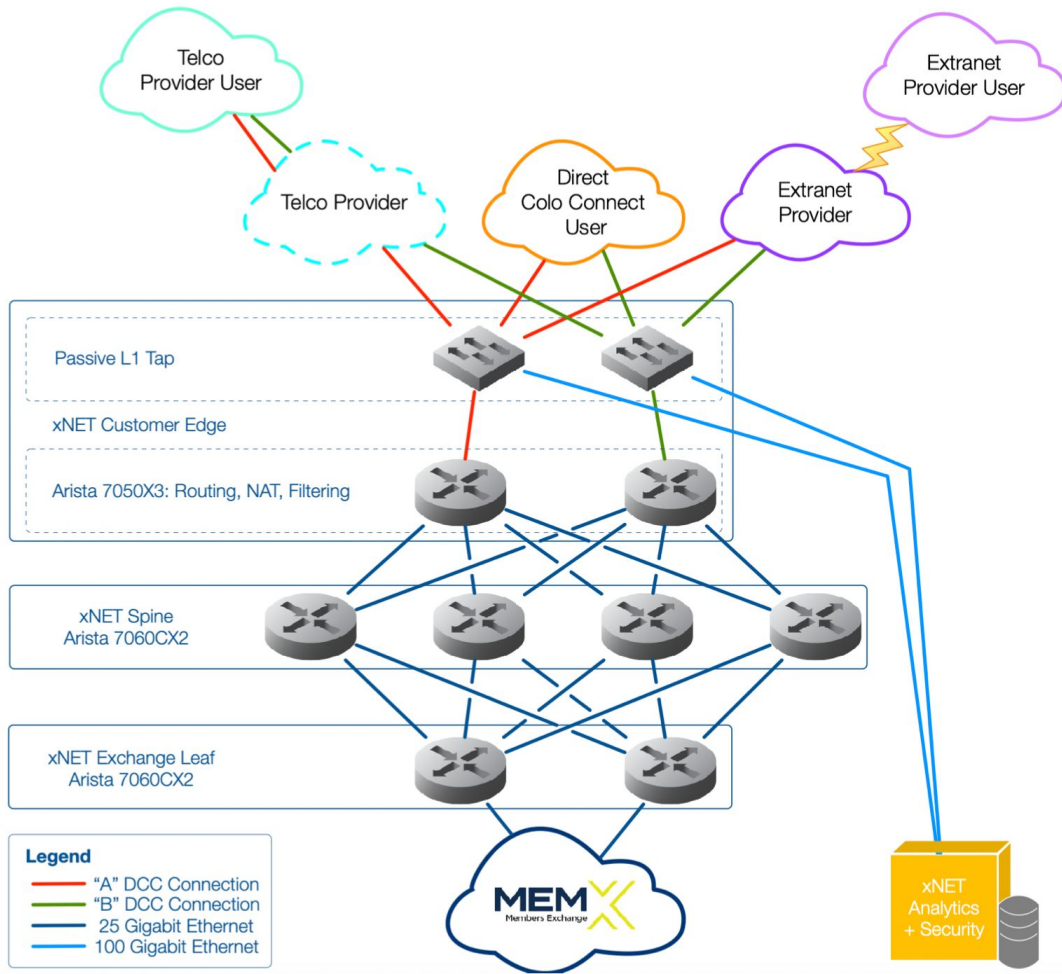 Telco
Provider User
Extranet
Provider User
Telco Provider
Direct
Colo Connect
User
Extranet
Provider
Passive L1 Tap
xNET Customer Edge
Arista 7050X3: Routing, NAT, Filtering
xNET Spine
Arista 7060CX2
xNET Exchange Leaf
Arista 7060CX2
Legend
“A” DCC Connection
“B” DCC Connection
25 Gigabit Ethernet
100 Gigabit Ethernet
MEMX
Members Exchange
xNET
Analytics
+ Security